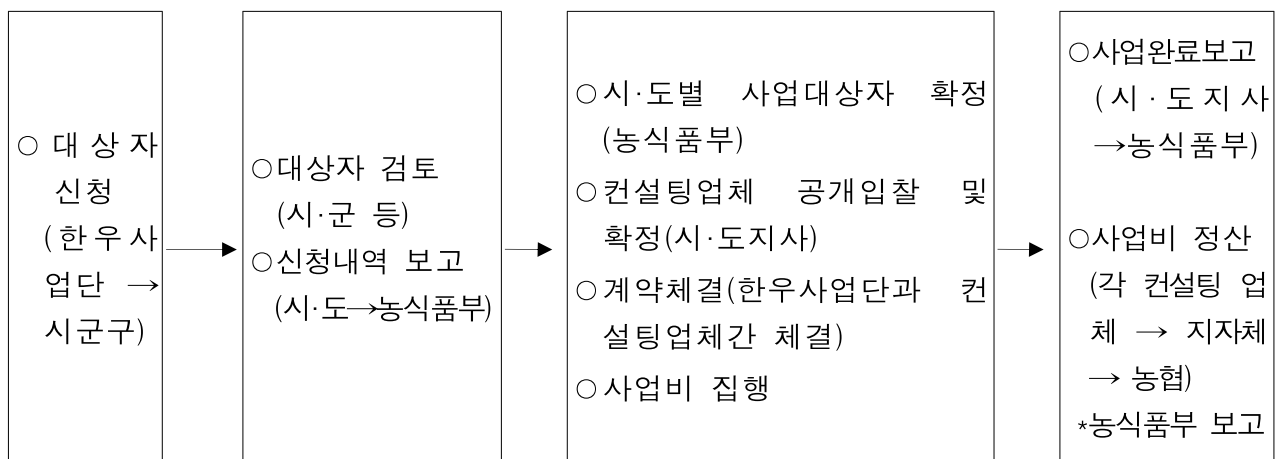 ○ 대상자
신청
(한우사
업단 →
시군구)
○대상자 검토
(시·군 등)
○신청내역 보고
(시·도→농식품부)
○시·도별 사업대상자 확정
(농식품부)
○컨설팅업체 공개입찰 및
확정(시·도지사)
○계약체결(한우사업단과 컨
설팅업체간 체결)
○사업비 집행
○사업완료보고
(시·도지사
→농식품부)
○사업비 정산
(각 컨설팅 업
체 → 지자체
→ 농협)
*농식품부 보고